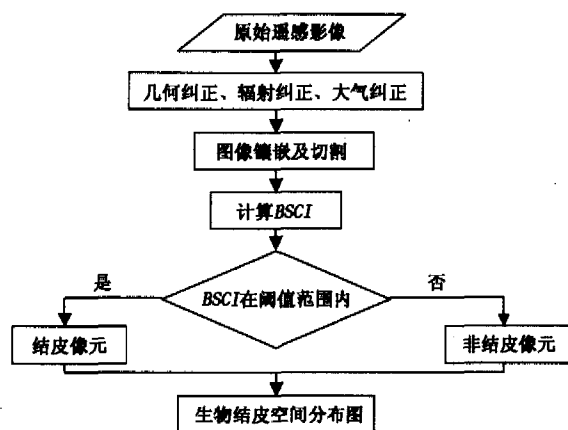 原始遥感影像
几何纠正、辐射纠正、大气纠正
图像镶嵌及切割
计算BSCI
BSCI在阈值范围内
是
否
结皮像元
非结皮像元
生物结皮空间分布图